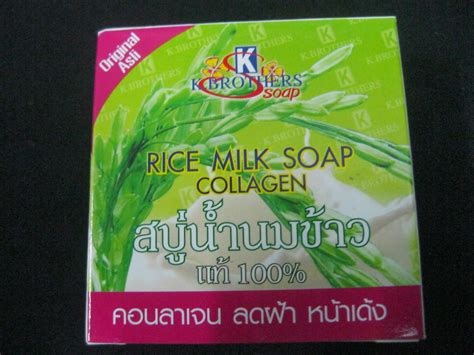 Original
Asli
K
K.BROTHERS
Soap
K
K.BROTHERS
RICE MILK SOAP
COLLAGEN
สบู่น้ำนมข้าว
แท้ 100%
คอนลาเจน ลดฝ้า หน้าเด้ง